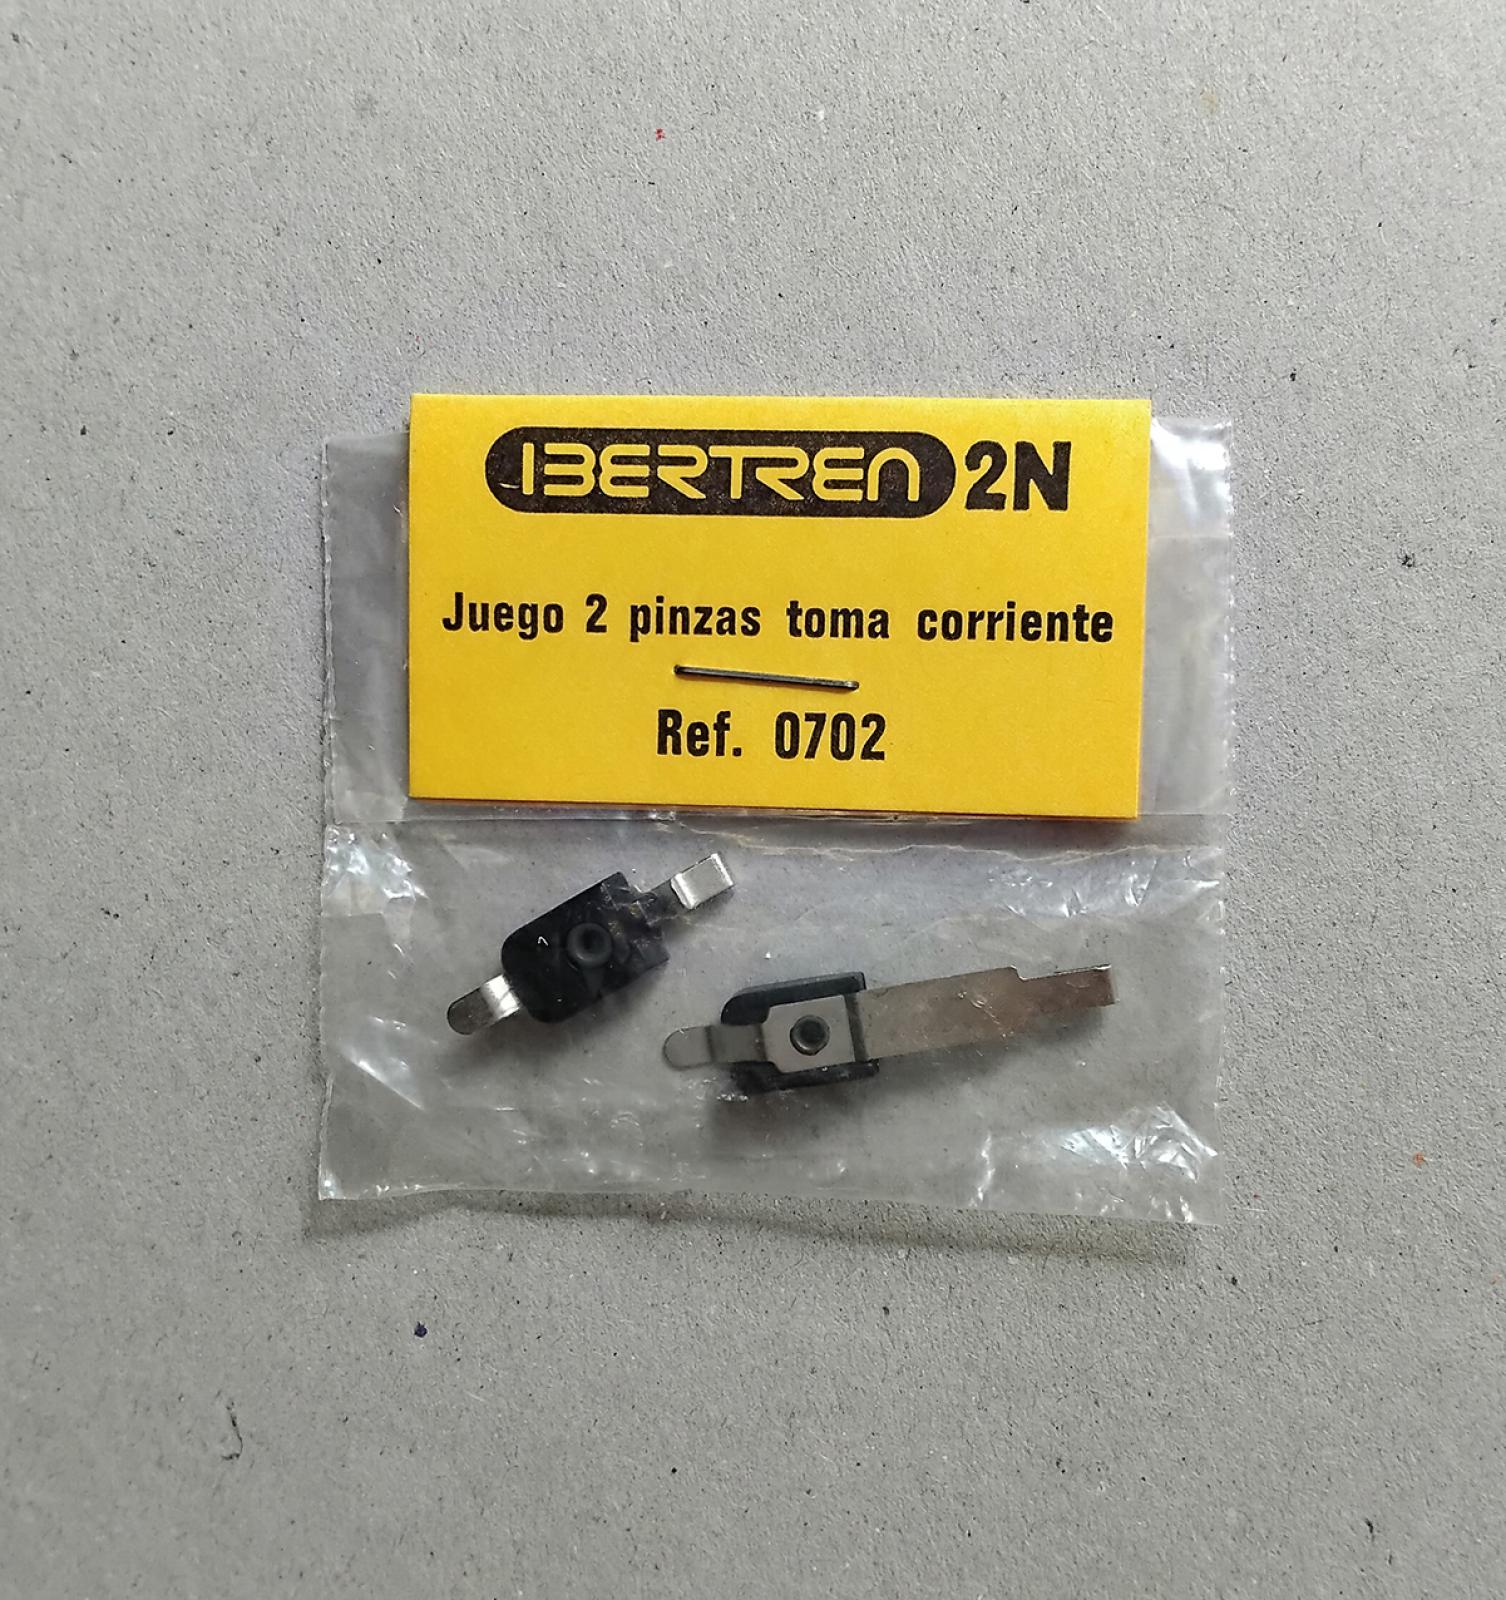 IBERTREN 2N
Juego 2 pinzas toma corriente
Ref. 0702